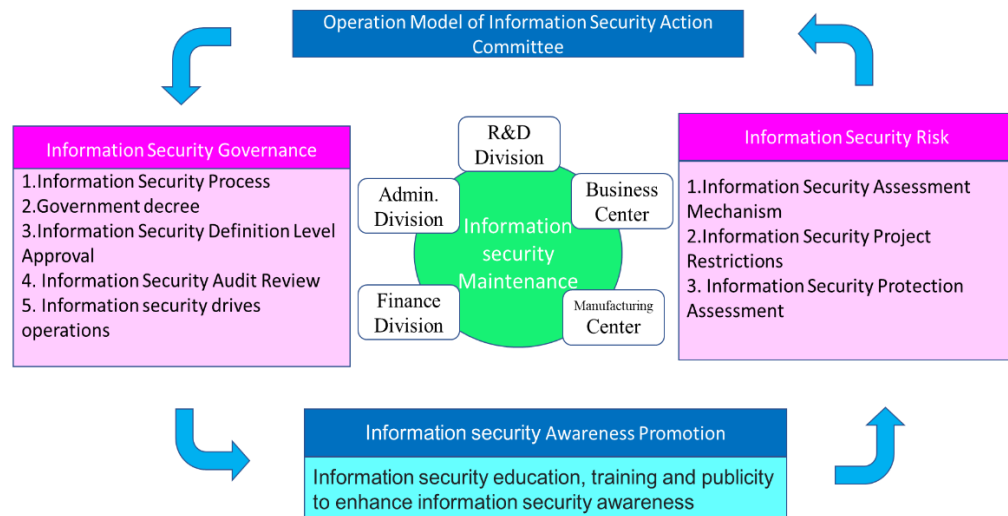 Operation Model of Information Security Action
Committee
Information Security Governance
1.Information Security Process
2.Government decree
3.Information Security Definition Level
Approval
4. Information Security Audit Review
5. Information security drives
operations
R&D
Division
Admin.
Division
Business
Center
Information
security
Maintenance
Finance
Division
Manufacturing
Center
Information Security Risk
1.Information Security Assessment
Mechanism
2.Information Security Project
Restrictions
3. Information Security Protection
Assessment
Information security Awareness Promotion
Information security education, training and publicity
to enhance information security awareness